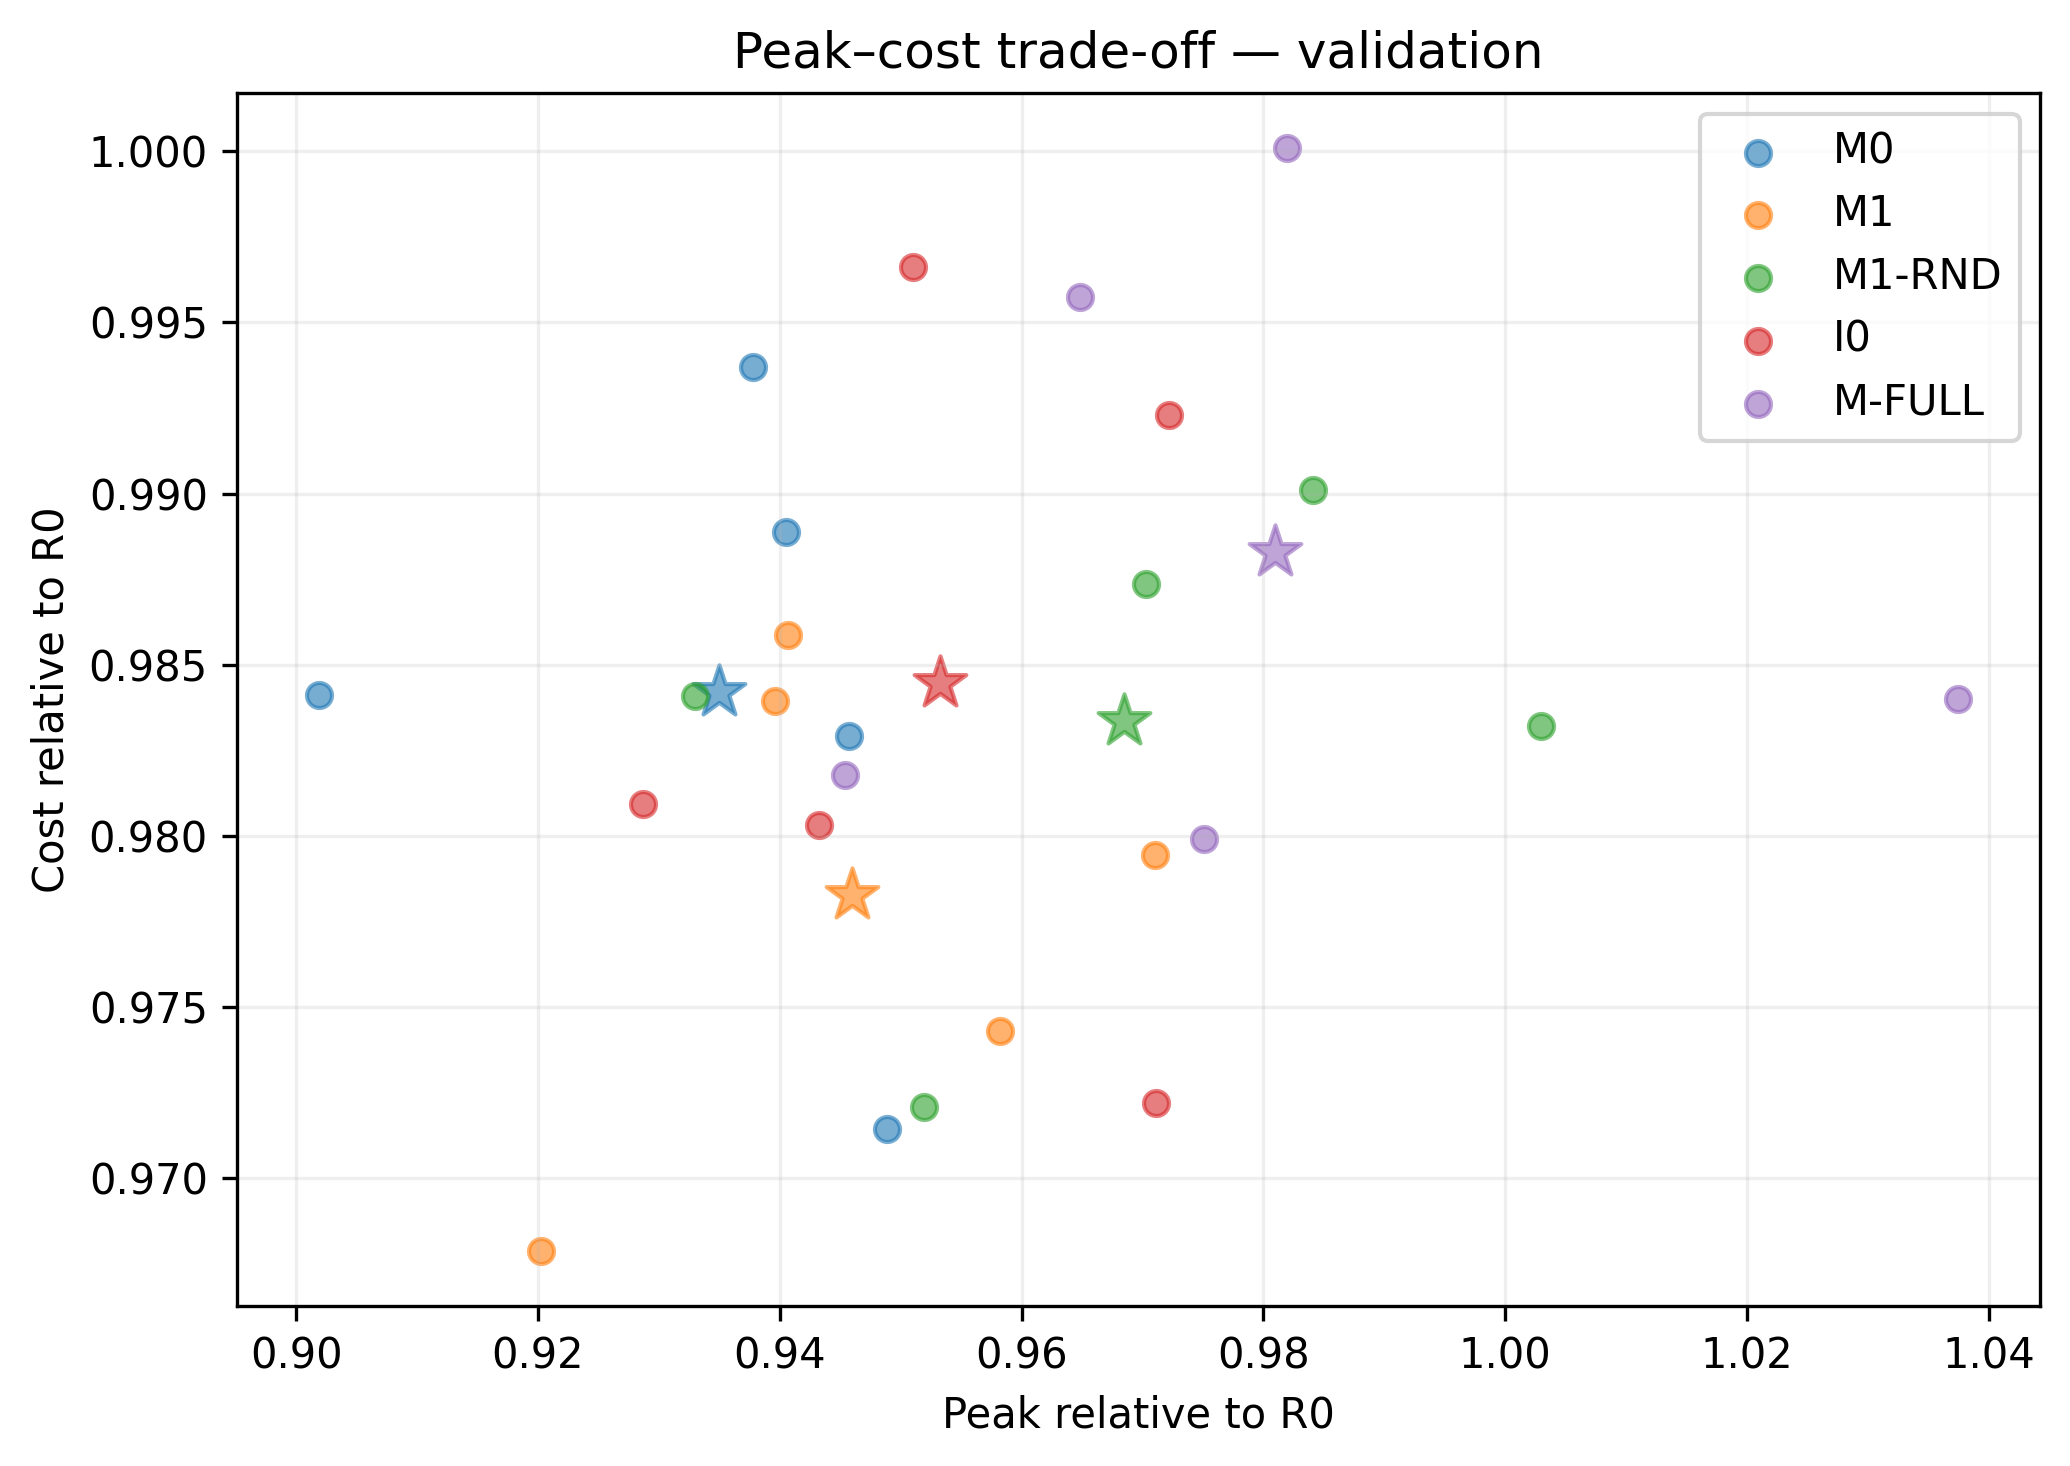 Peak–cost trade-off — validation
M0
M1
M1-RND
I0
M-FULL
1.000
0.995
0.990
0.985
0.980
0.975
0.970
Cost relative to R0
0.90 0.92 0.94 0.96 0.98 1.00 1.02 1.04
Peak relative to R0